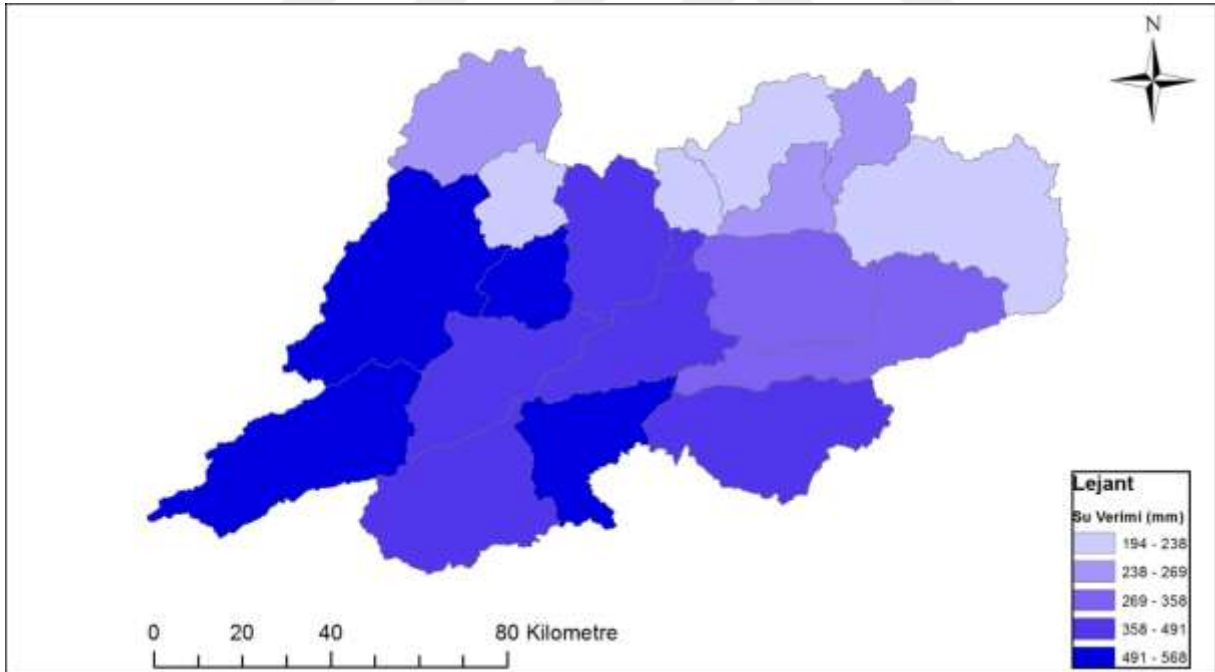 N
Lejant
Su Verimi (mm)
194 - 238
238 - 269
269 - 358
358 - 491
491 - 568
0 20 40 80 Kilometre